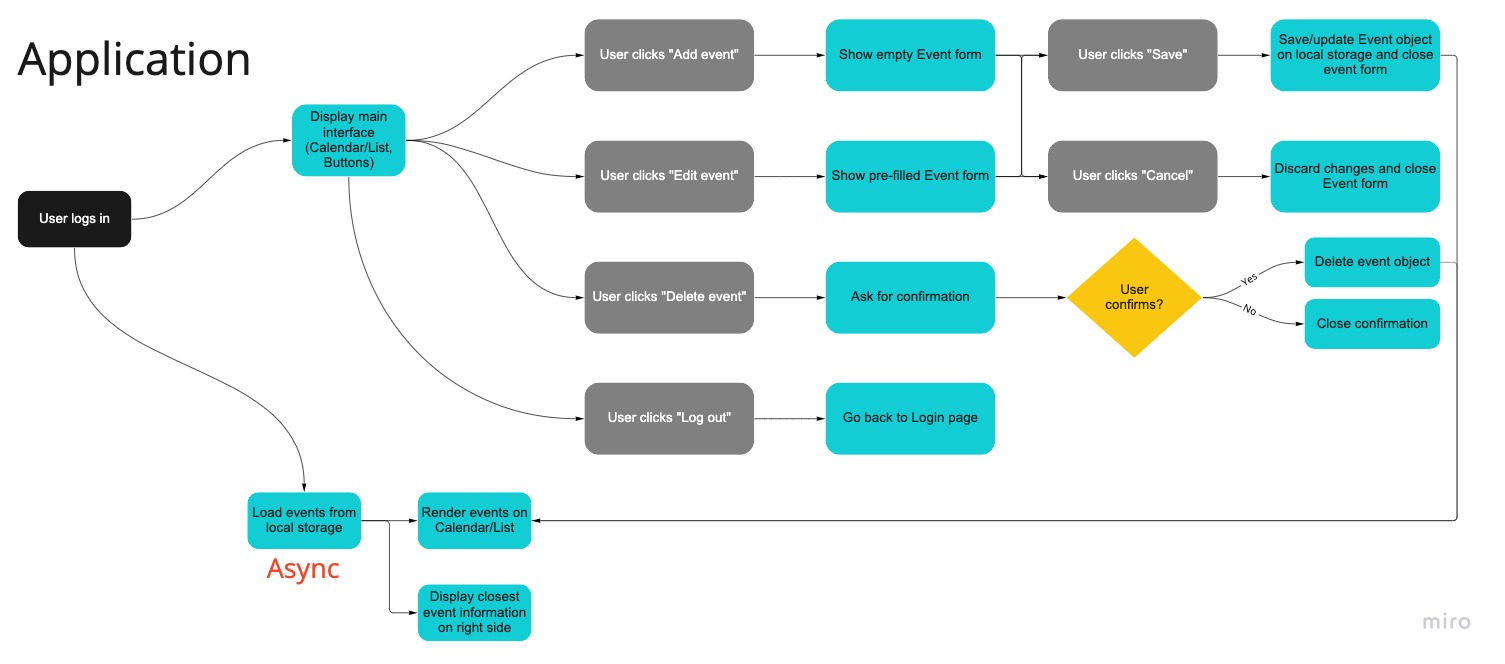 Application
User clicks "Add event"
Show empty Event form
User clicks "Save"
Save/update Event object
on local storage and close
event form
Display main
interface
(Calendar/List,
Buttons)
User clicks "Edit event"
Show pre-filled Event form
User clicks "Cancel"
Discard changes and close
Event form
User logs in
User clicks "Delete event"
Ask for confirmation
User
confirms?
Yes
Delete event object
No
Close confirmation
User clicks "Log out"
Go back to Login page
Load events from
local storage
Async
Render events on
Calendar/List
Display closest
event information
on right side
miro